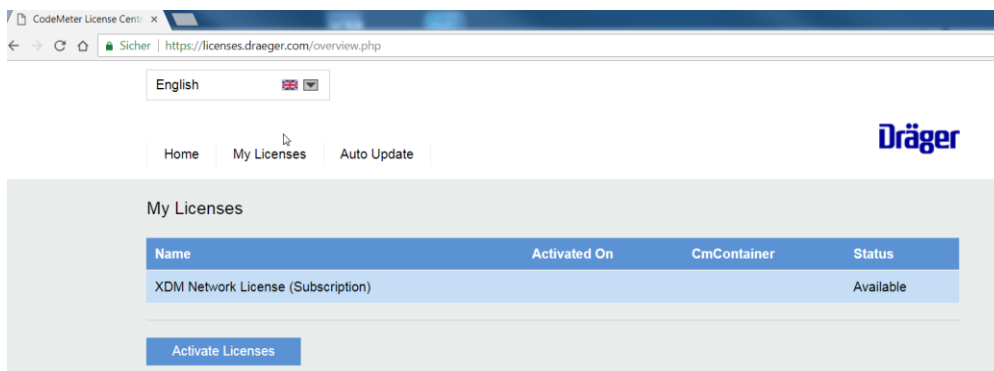 CodeMeter License Cent
Sicher | https://licenses.draeger.com/overview.php
English
Dräger
Home My Licenses Auto Update
My Licenses
Name Activated On CmContainer Status
XDM Network License (Subscription) Available
Activate Licenses